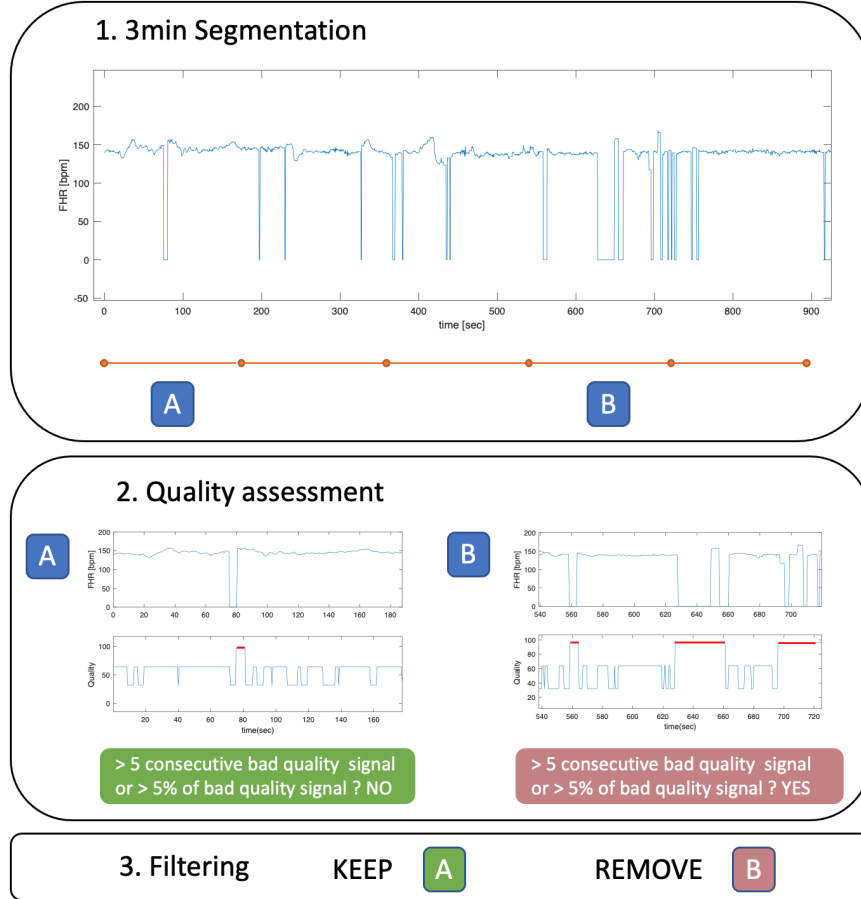 1. 3min Segmentation
200
150
100
50
0
-50
FHR [bpm]
0 100 200 300 400 500 600 700 800 900
time [sec]
A B
2. Quality assessment
A
200
150
100
50
0
FHR [bpm]
0 20 40 60 80 100 120 140 160 180
100
50
0
Quality
20 40 60 80 100 120 140 160
time(sec)
> 5 consecutive bad quality signal
or > 5% of bad quality signal ? NO
B
200
150
100
50
0
FHR [bpm]
540 560 580 600 620 640 660 680 700
100
80
60
40
20
0
Quality
540 560 580 600 620 640 660 680 700 720
time(sec)
> 5 consecutive bad quality signal
or > 5% of bad quality signal ? YES
3. Filtering KEEP A REMOVE B